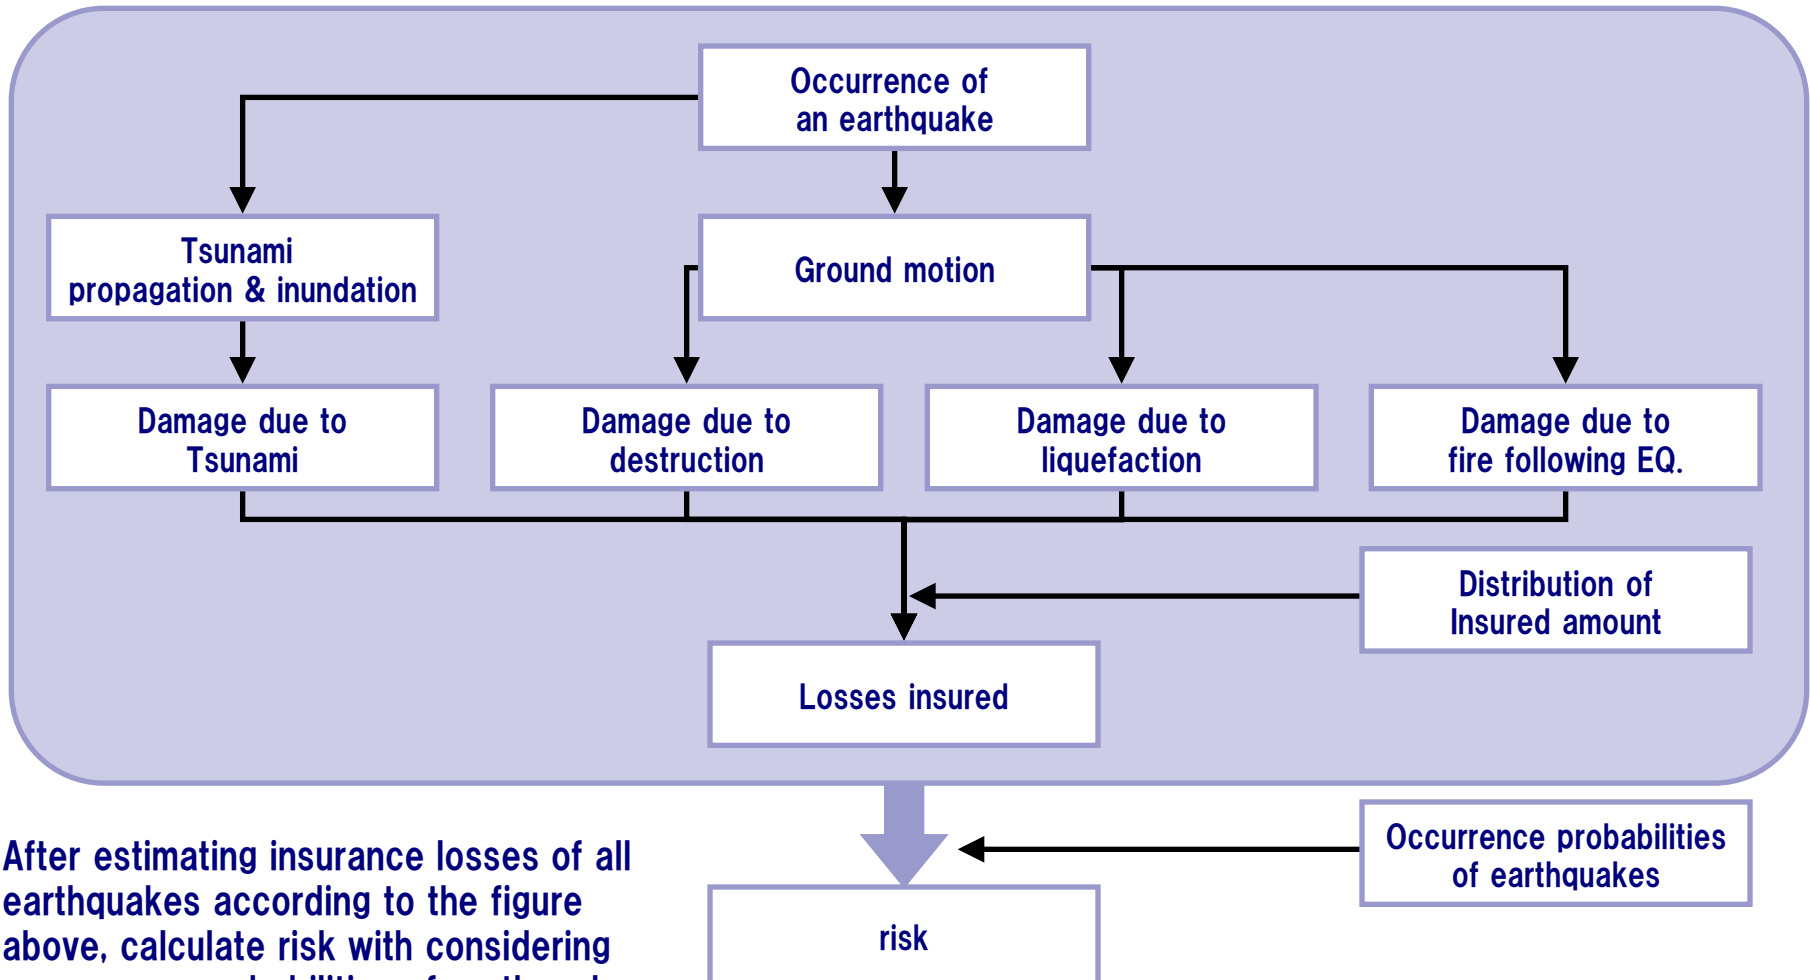 Occurrence of
an earthquake
Tsunami
propagation & inundation
Ground motion
Damage due to
Tsunami
Damage due to
destruction
Damage due to
liquefaction
Damage due to
fire following EQ.
Distribution of
Insured amount
Losses insured
Occurrence probabilities
of earthquakes
After estimating insurance losses of all
earthquakes according to the figure
above, calculate risk with considering
risk